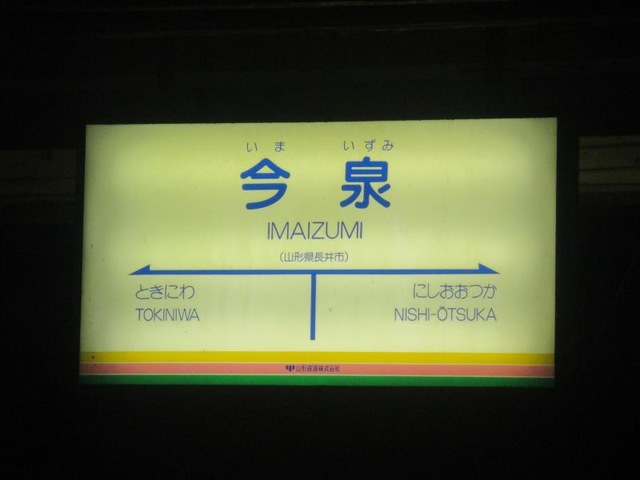 いま いずみ
今泉
IMAIZUMI
(山形県長井市)
ときにわ にしおおつか
TOKINIWA NISHI-ŌTSUKA
山形鉄道株式会社